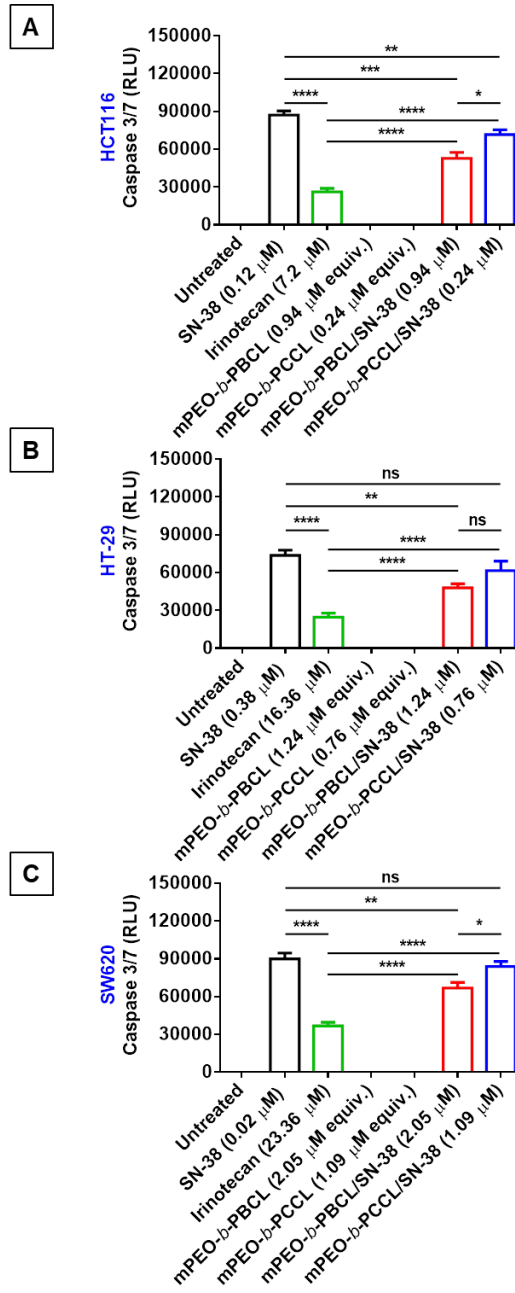 A
HCT116
Caspase 3/7 (RLU)
150000
120000
90000
60000
30000
0
**
***
**** *
****
****
Untreated
SN-38 (0.12 μM)
Irinotecan (7.2 μM)
mPEO-b-PBCL (0.94 μM equiv.)
mPEO-b-PCCL (0.24 μM equiv.)
mPEO-b-PBCL/SN-38 (0.94 μM)
mPEO-b-PCCL/SN-38 (0.24 μM)
B
HT-29
Caspase 3/7 (RLU)
150000
120000
90000
60000
30000
0
ns
**
**** ns
****
****
Untreated
SN-38 (0.38 μM)
Irinotecan (16.36 μM)
mPEO-b-PBCL (1.24 μM equiv.)
mPEO-b-PCCL (0.76 μM equiv.)
mPEO-b-PBCL/SN-38 (1.24 μM)
mPEO-b-PCCL/SN-38 (0.76 μM)
C
SW620
Caspase 3/7 (RLU)
150000
120000
90000
60000
30000
0
ns
**
**** *
****
****
Untreated
SN-38 (0.02 μM)
Irinotecan (23.36 μM)
mPEO-b-PBCL (2.05 μM equiv.)
mPEO-b-PCCL (1.09 μM equiv.)
mPEO-b-PBCL/SN-38 (2.05 μM)
mPEO-b-PCCL/SN-38 (1.09 μM)